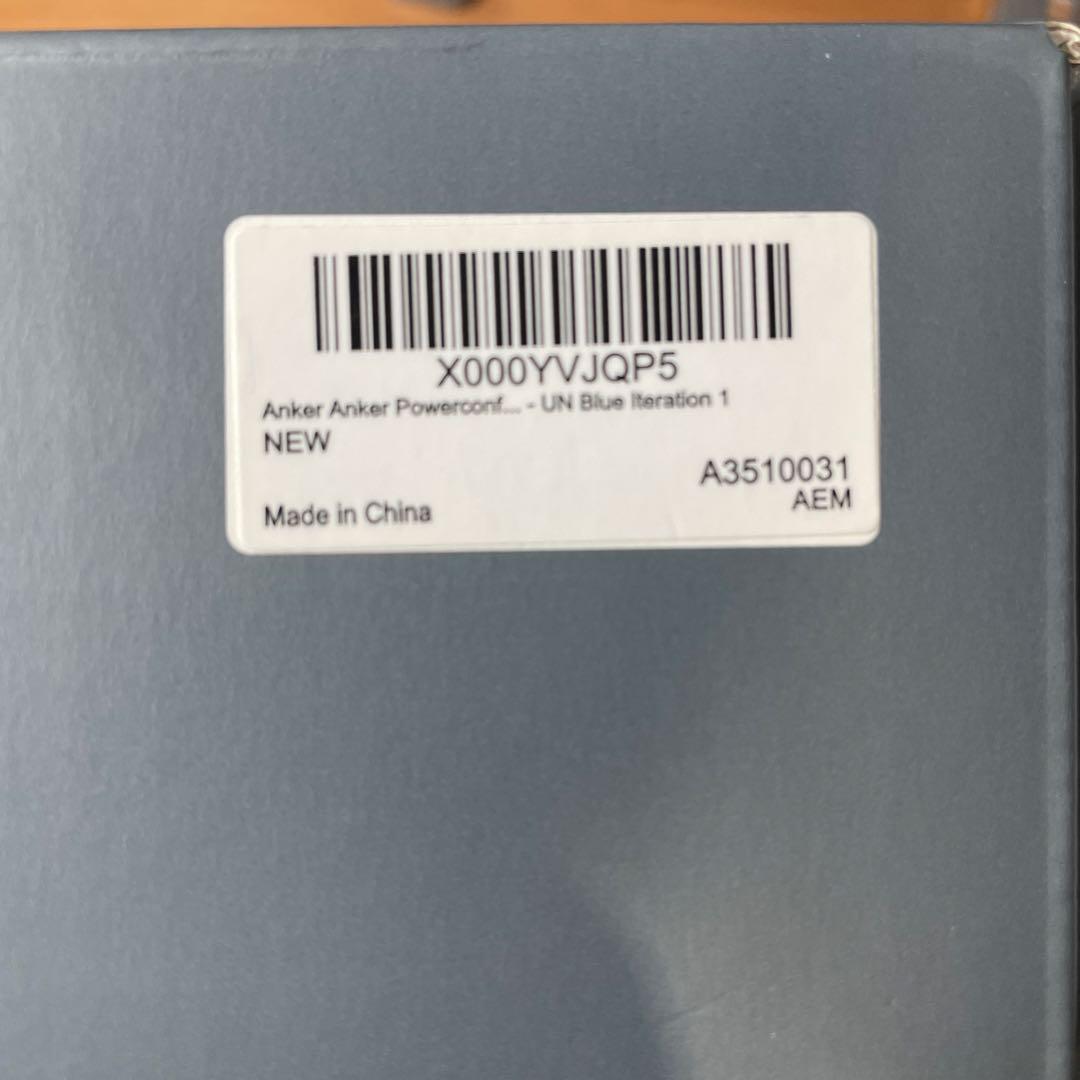 X000YVJQP5
Anker Anker Powerconf... - UN Blue Iteration 1
NEW
A3510031
AEM
Made in China